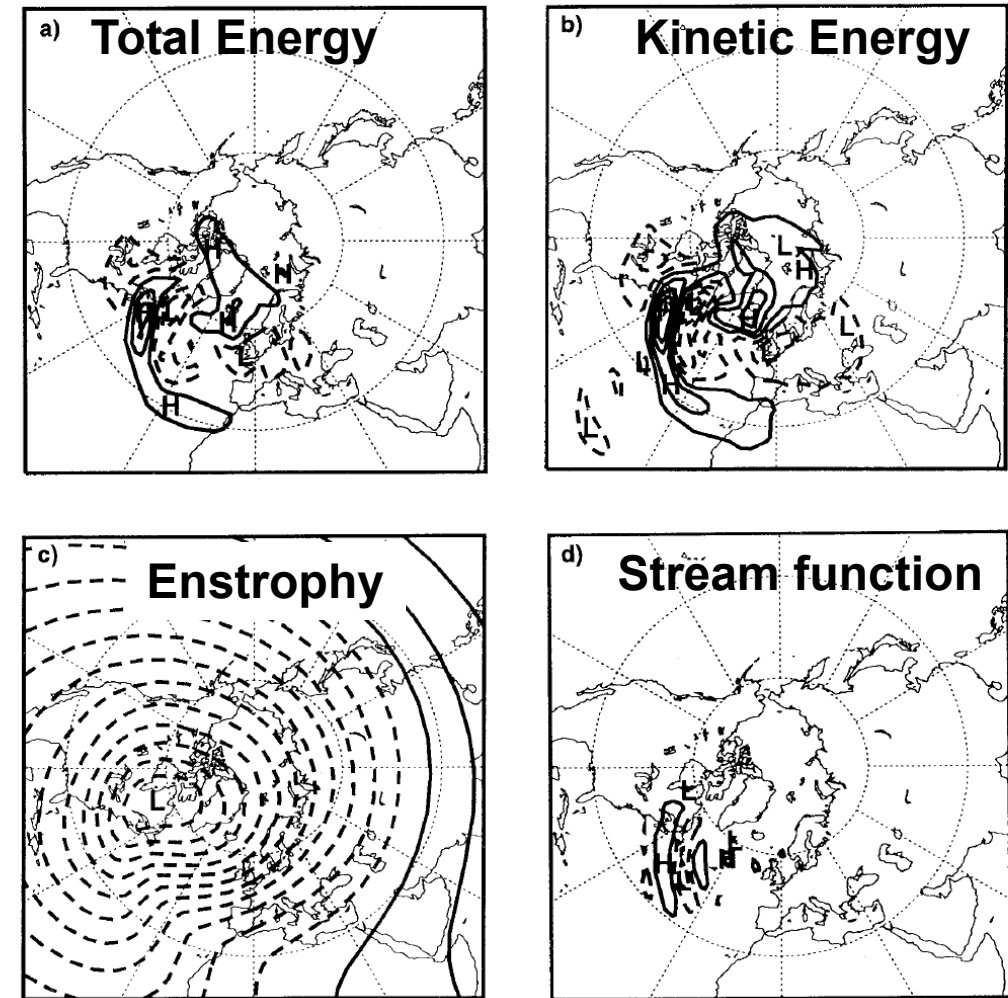 a) Total Energy
b) Kinetic Energy
H
N
H
L
H
L
H
H
L
L
H
L
L
c) Enstrophy
d) Stream function
L
L
L
H